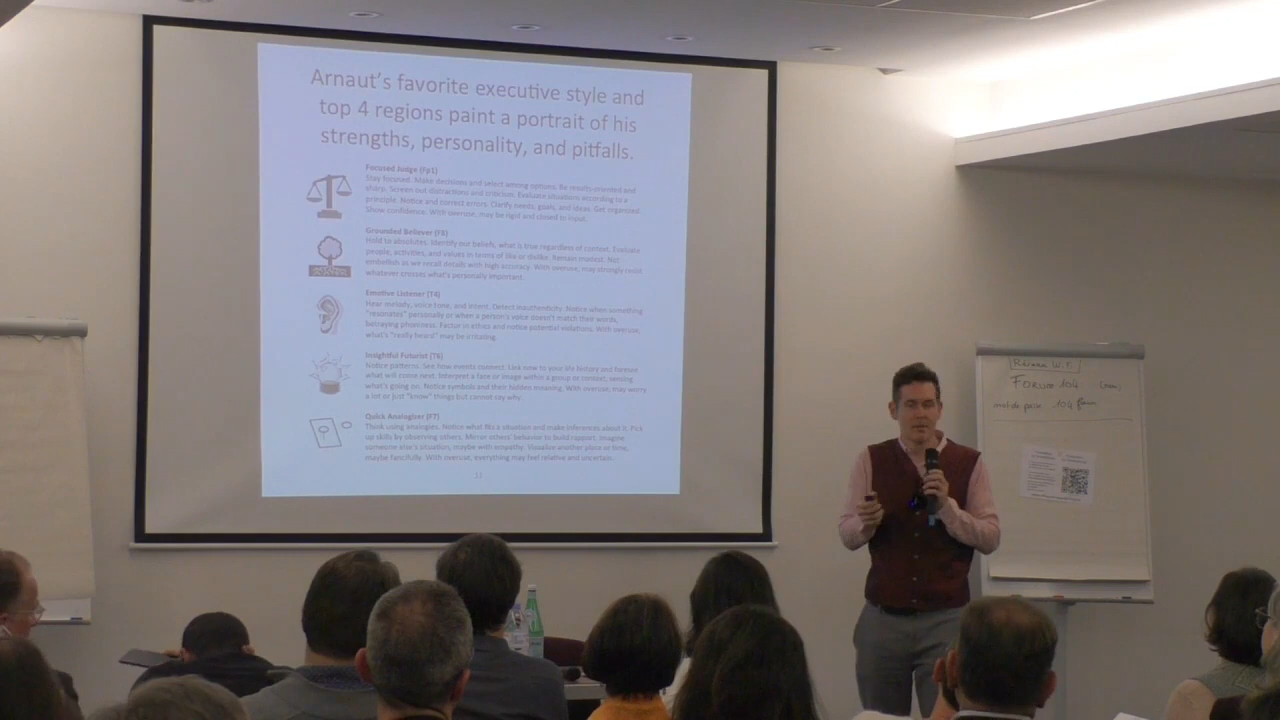 Arnaut's favorite executive style and
top 4 regions paint a portrait of his
strengths, personality, and pitfalls.
Focused Judge (Fp1)
Stay focused. Make decisions and select among options. Be results-oriented and
sharp. Screen out distractions and criticism. Evaluate situations according to a
principle. Notice and correct errors. Clarify needs, goals, and ideas. Get organized
Show confidence. With overuse, may be rigid and closed to input.
Grounded Believer (F8)
Hold to absolutes. Identify our beliefs, what is true regardless of context. Evaluate
people, activities, and values in terms of like or dislike. Remain modest. Not
embellish as we recall details with high accuracy. With overuse, may strongly resist
whatever crosses what's personally important.
Emotive Listener (T4)
Hear melody, voice tone, and intent. Detect inauthenticity. Notice when something
"resonates" personally or when a person's voice doesn't match their words,
betraying phoniness. Factor in ethics and notice potential violations. With overuse,
what's "really heard" may be irritating.
Insightful Futurist (T6)
Notice patterns. See how events connect. Link now to your life history and foresee
what will come next. Interpret a face or image within a group or context, sensing
what's going on. Notice symbols and their hidden meaning. With overuse, may worry
a lot or just "know" things but cannot say why.
Quick Analogizer (F7)
Think using analogies. Notice what fits a situation and make inferences about it. Pick
up skills by observing others. Mirror others' behavior to build rapport. Imagine
someone else's situation, maybe with empathy. Visualize another place or time,
maybe fancifully. With overuse, everything may feel relative and uncertain.
11
Forum 104
104